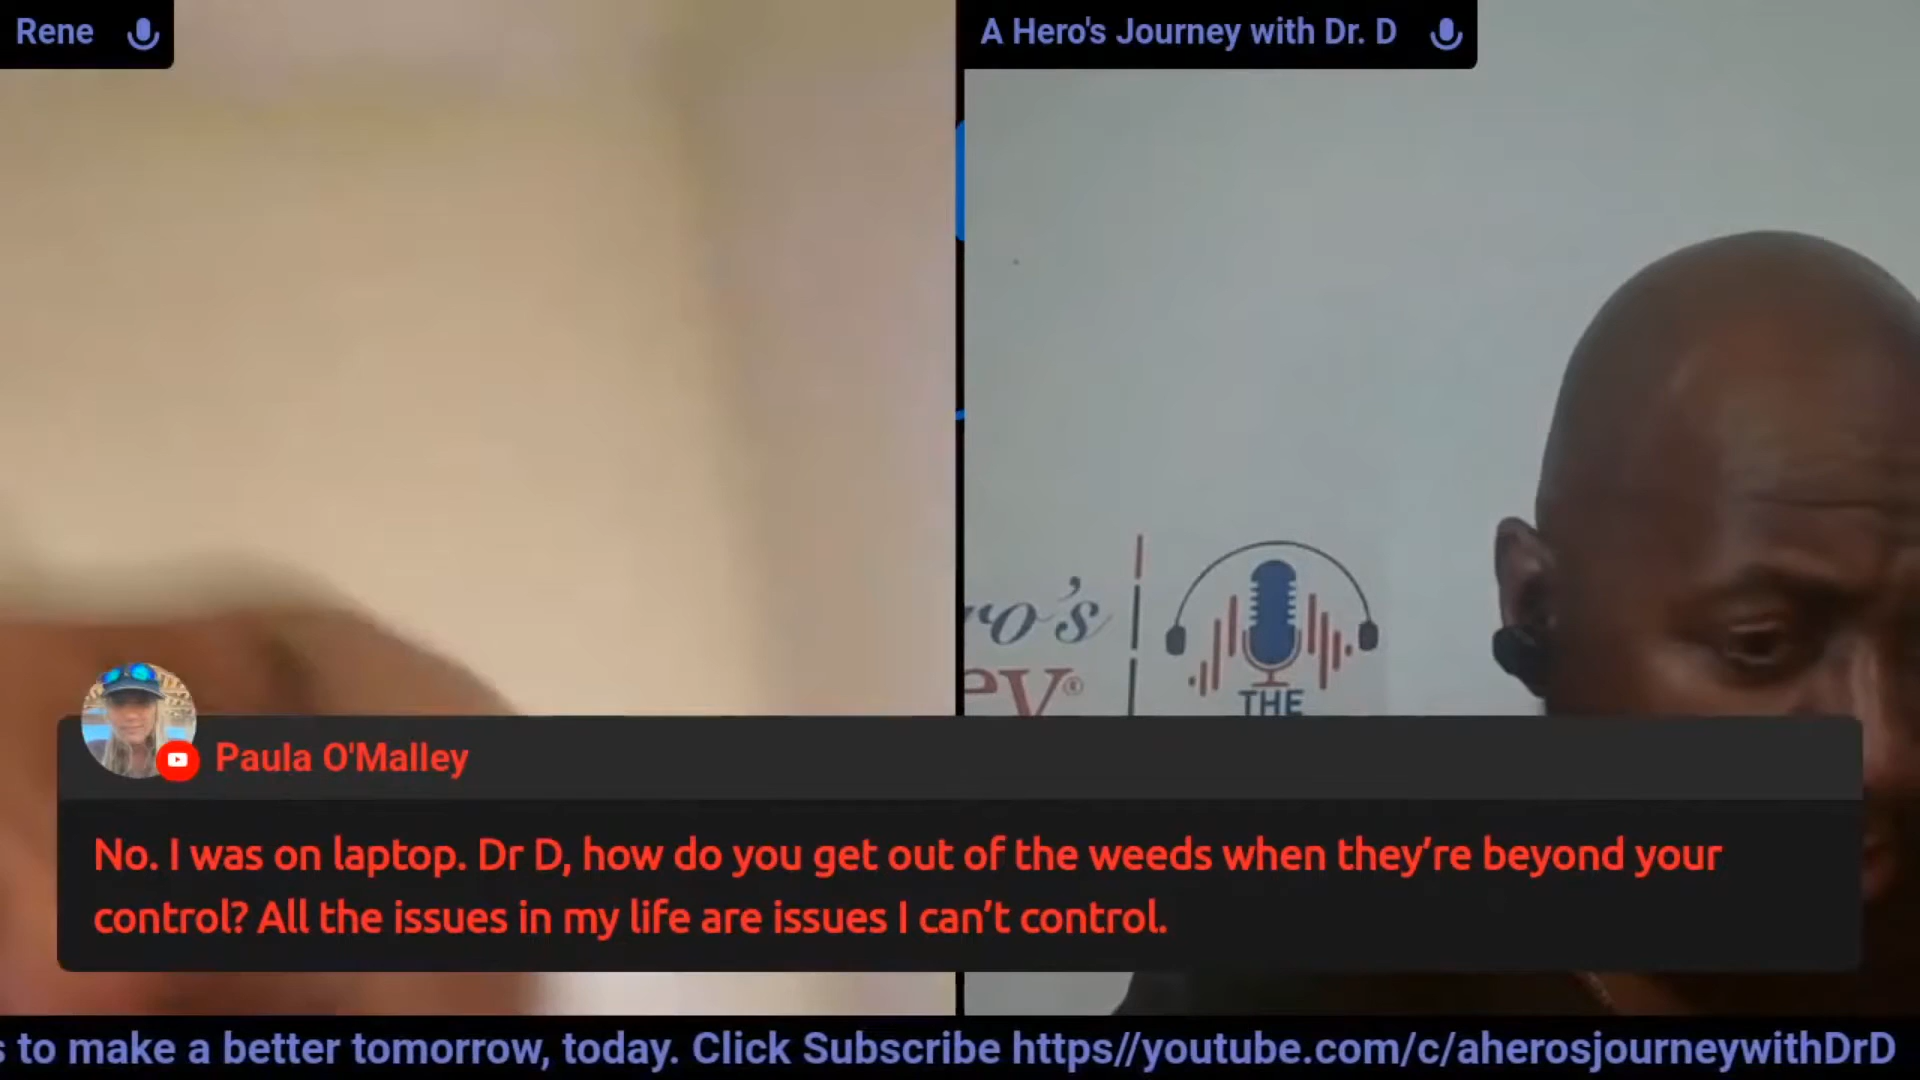 Rene
A Hero's Journey with Dr. D
ro's
ey®
THE
Paula O'Malley
No. I was on laptop. Dr D, how do you get out of the weeds when they’re beyond your
control? All the issues in my life are issues I can’t control.
s to make a better tomorrow, today. Click Subscribe https//youtube.com/c/aherosjourneywithDrD